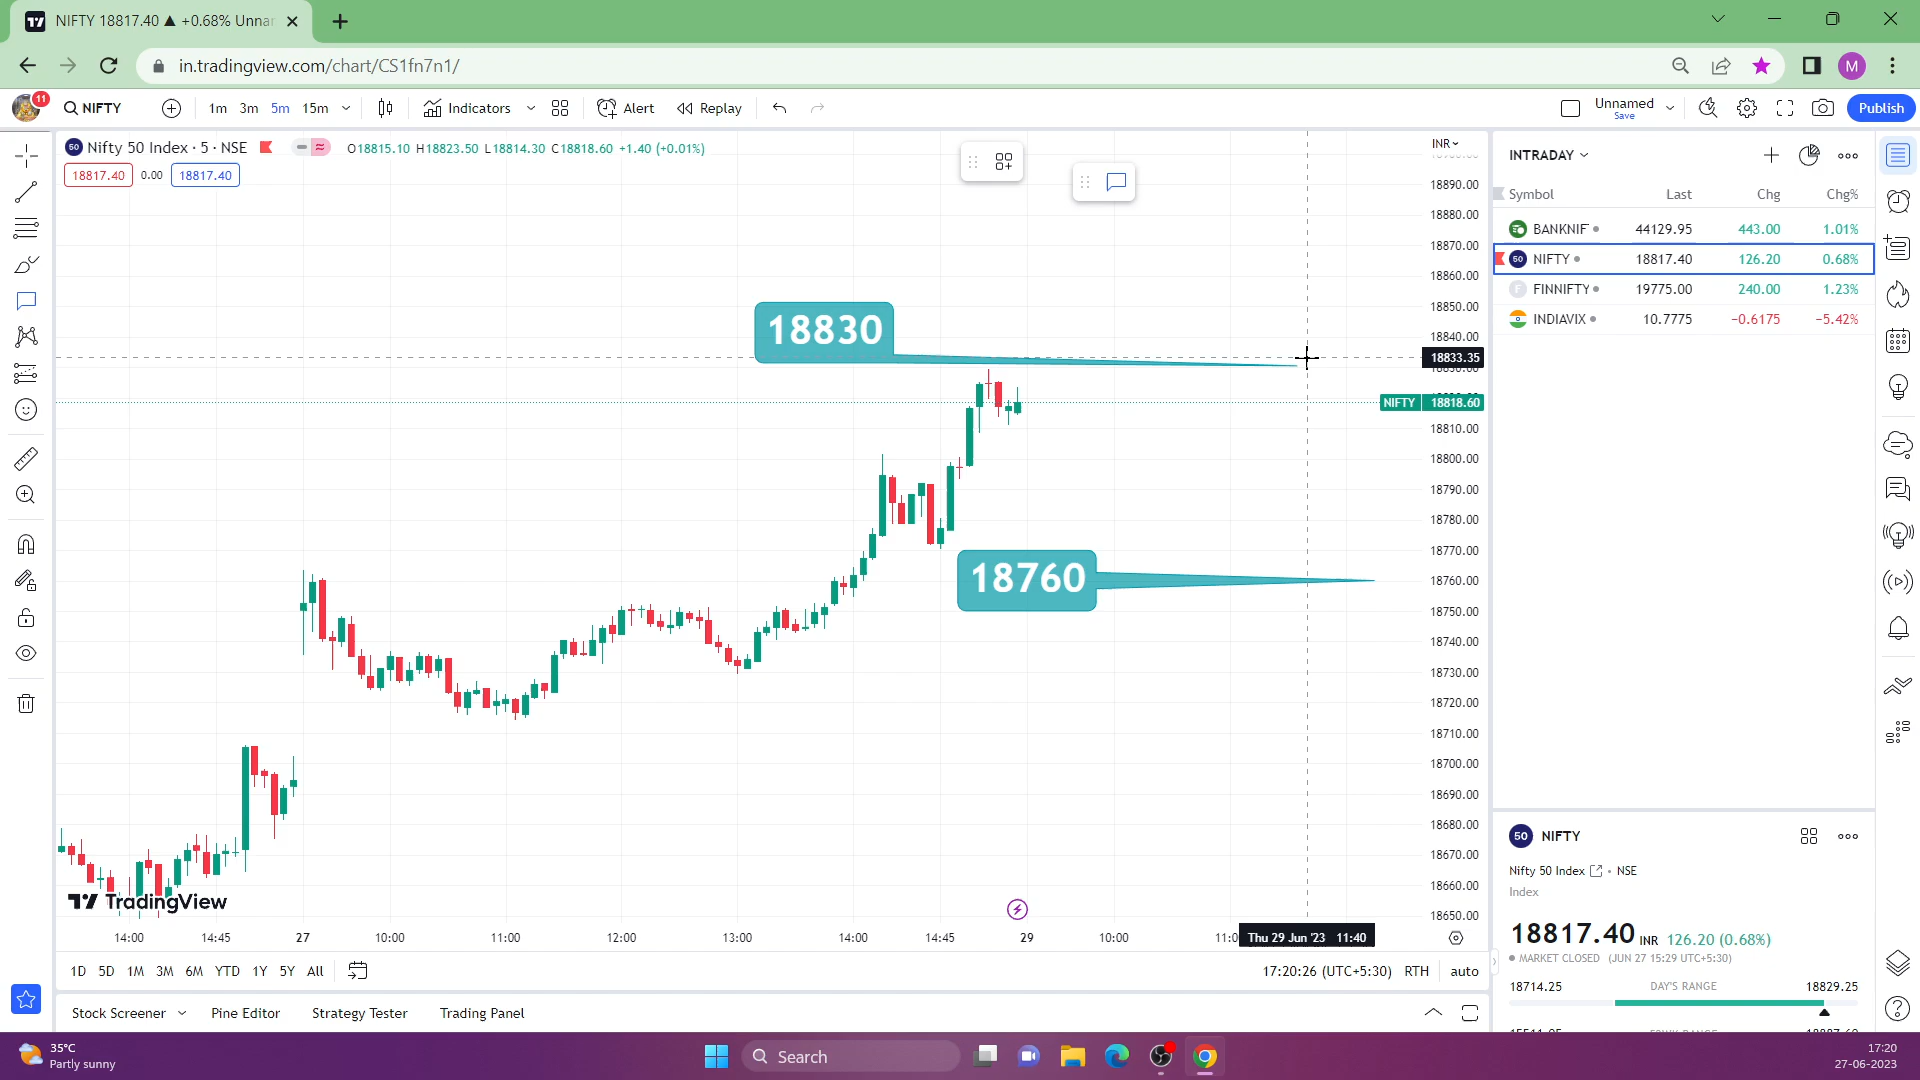 NIFTY 18817.40 ▲ +0.68% Unnar
in.tradingview.com/chart/CS1fn7n1/
M
11
NIFTY
1m 3m 5m 15m
Indicators
Alert
Replay
Unnamed
Save
Publish
50 Nifty 50 Index · 5 · NSE
O18815.10 H18823.50 L18814.30 C18818.60 +1.40 (+0.01%)
18817.40 0.00 18817.40
INR
18890.00
18880.00
18870.00
18860.00
18850.00
18840.00
18833.35
18830.00
NIFTY 18818.60
18810.00
18800.00
18790.00
18780.00
18770.00
18760.00
18750.00
18740.00
18730.00
18720.00
18710.00
18700.00
18690.00
18680.00
18670.00
18660.00
18650.00
18830
18760
TradingView
14:00 14:45 27 10:00 11:00 12:00 13:00 14:00 14:45 29 10:00 11:0 Thu 29 Jun '23 11:40
1D 5D 1M 3M 6M YTD 1Y 5Y All
17:20:26 (UTC+5:30) RTH auto
Stock Screener Pine Editor Strategy Tester Trading Panel
INTRADAY
Symbol Last Chg Chg%
BANKNIF 44129.95 443.00 1.01%
50 NIFTY 18817.40 126.20 0.68%
F FINNIFTY 19775.00 240.00 1.23%
INDIAVIX 10.7775 −0.6175 −5.42%
50 NIFTY
Nifty 50 Index • NSE
Index
18817.40 INR 126.20 (0.68%)
MARKET CLOSED (JUN 27 15:29 UTC+5:30)
18714.25 DAY'S RANGE 18829.25
35°C
Partly sunny
Search
17:20
27-06-2023